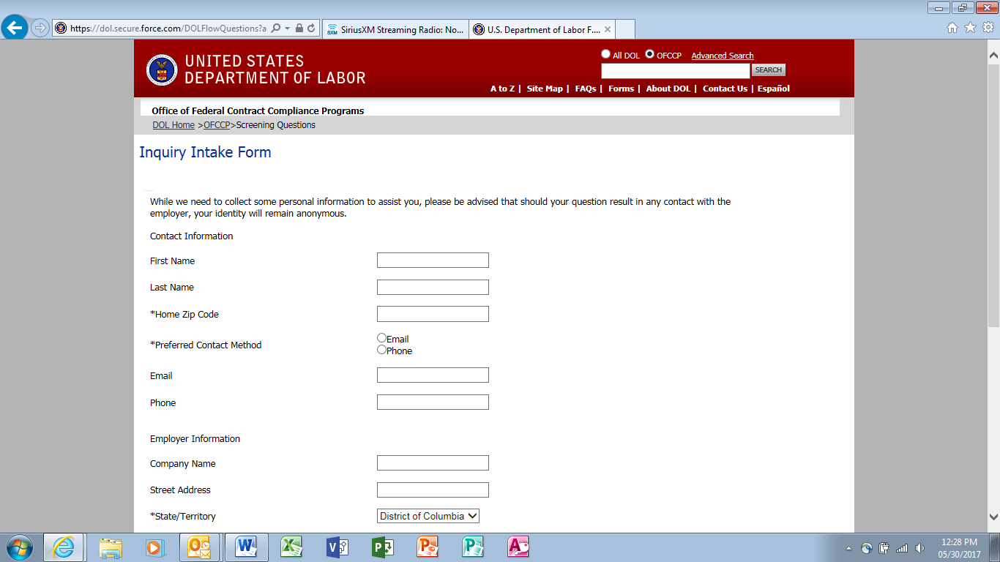 https://dol.secure.force.com/DOLFlowQuestions?a
SXM SiriusXM Streaming Radio: No...
U.S. Department of Labor F....
UNITED STATES
DEPARTMENT OF LABOR
All DOL OFCCP Advanced Search
SEARCH
A to Z | Site Map | FAQs | Forms | About DOL | Contact Us | Español
Office of Federal Contract Compliance Programs
DOL Home >OFCCP>Screening Questions
Inquiry Intake Form
While we need to collect some personal information to assist you, please be advised that should your question result in any contact with the
employer, your identity will remain anonymous.
Contact Information
First Name
Last Name
*Home Zip Code
*Preferred Contact Method
Email
Phone
Email
Phone
Employer Information
Company Name
Street Address
*State/Territory
District of Columbia
12:28 PM
05/30/2017